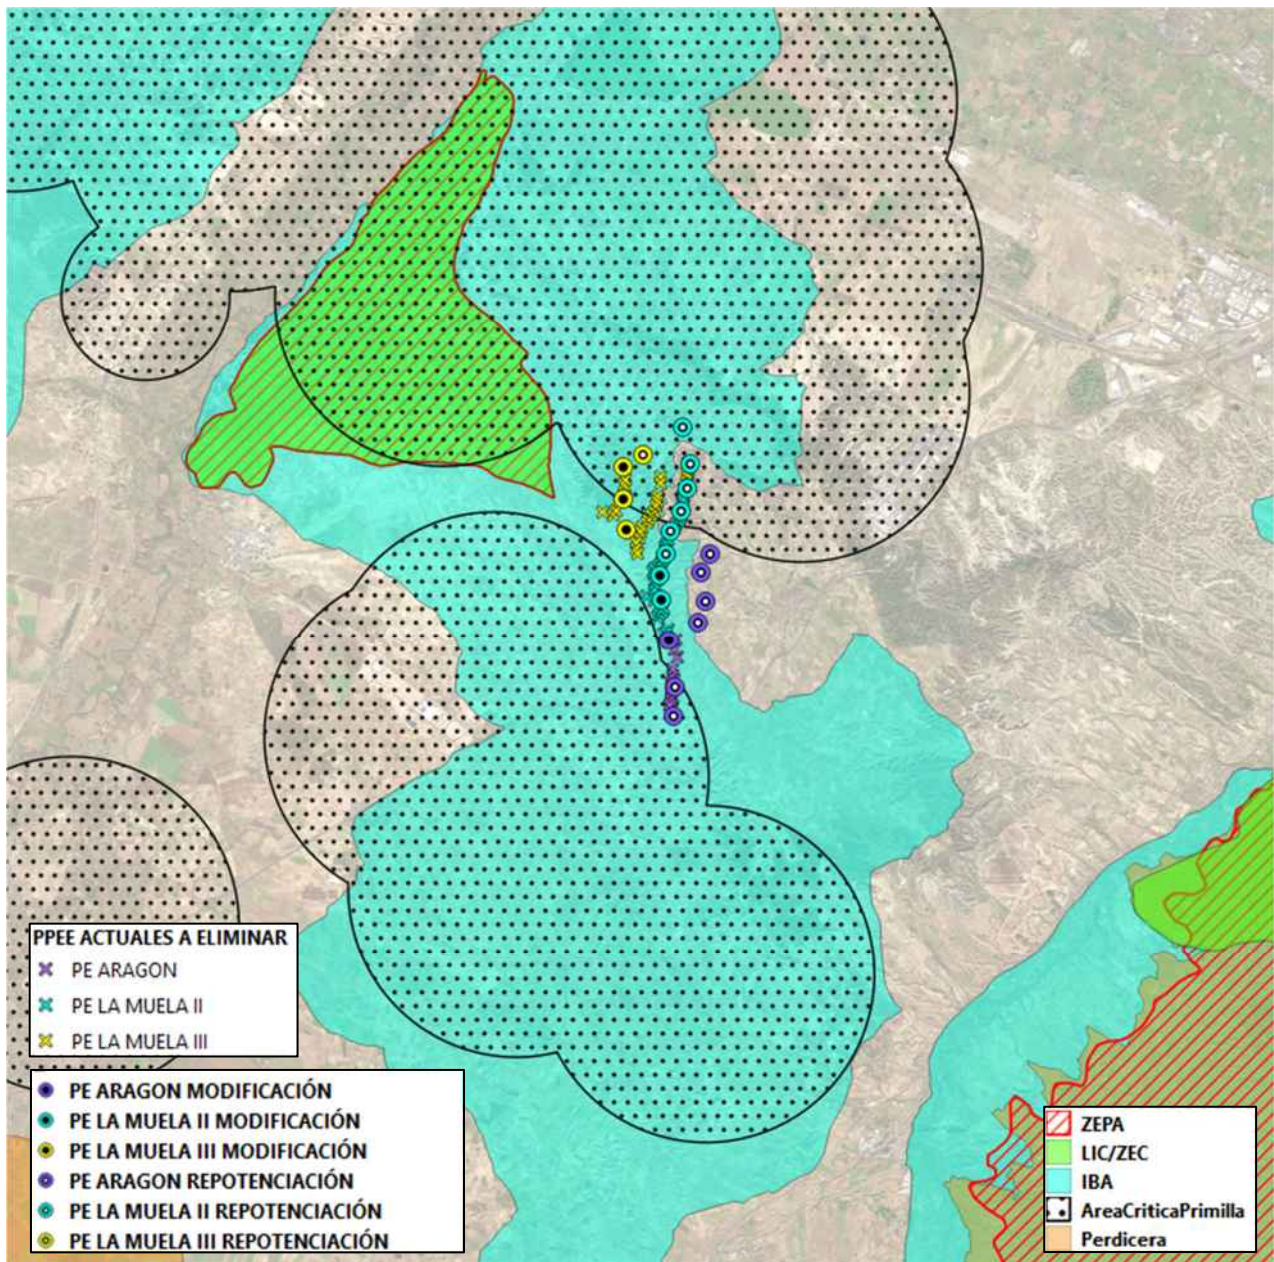 PPEE ACTUALES A ELIMINAR
PE ARAGON
PE LA MUELA II
PE LA MUELA III
PE ARAGON MODIFICACIÓN
PE LA MUELA II MODIFICACIÓN
PE LA MUELA III MODIFICACIÓN
PE ARAGON REPOTENCIACIÓN
PE LA MUELA II REPOTENCIACIÓN
PE LA MUELA III REPOTENCIACIÓN
ZEPA
LIC/ZEC
IBA
AreaCriticaPrimilla
Perdicera